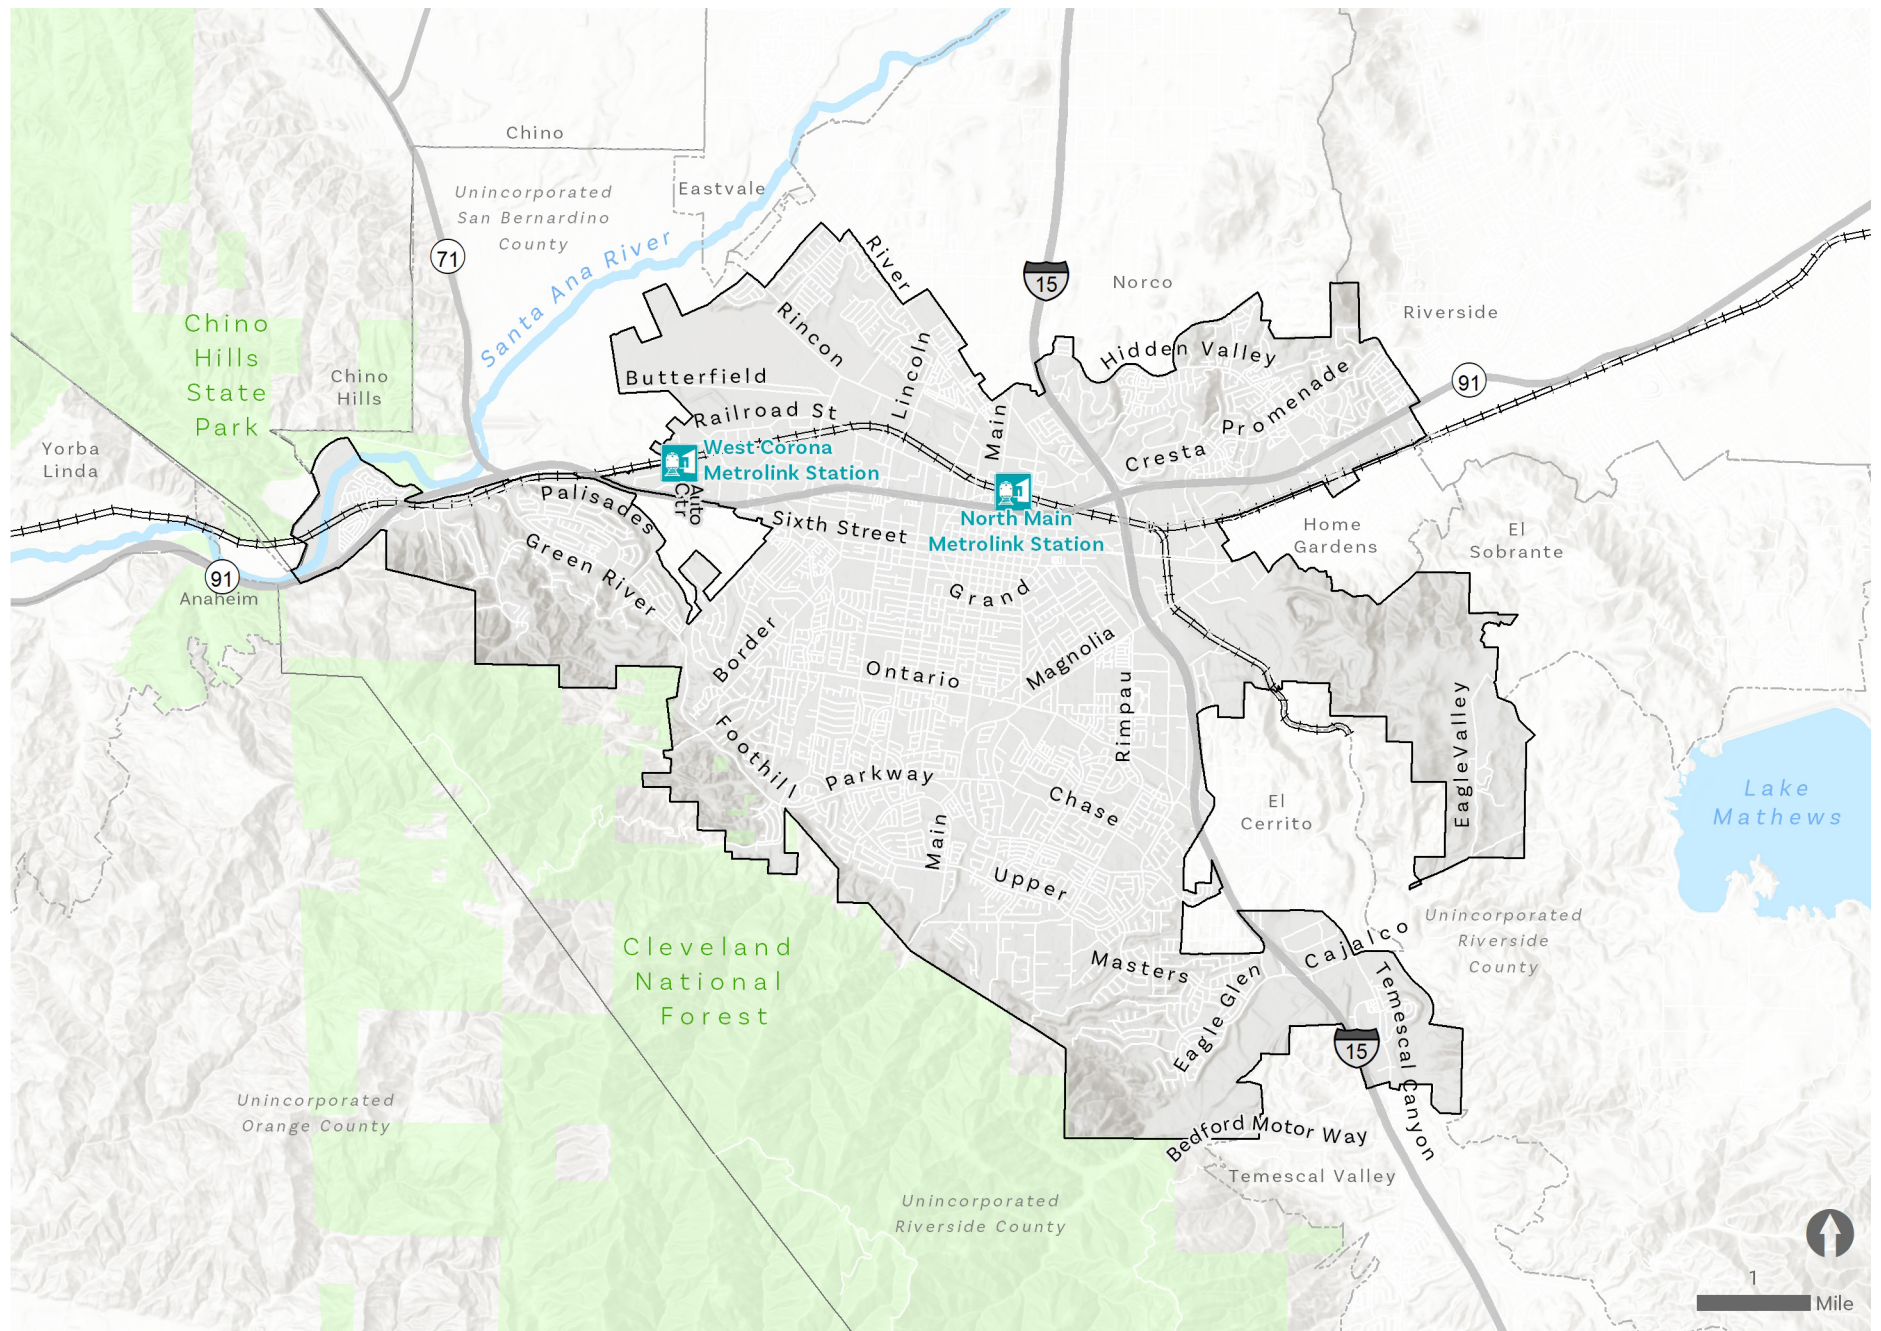 Chino
Unincorporated
San Bernardino
County
Eastvale
71
Santa Ana River
River
15
Norco
Riverside
Chino
Hills
State
Park
Chino
Hills
Rincon
Lincoln
Hidden Valley
Butterfield
Promenade
91
Railroad St
Main
Yorba
Linda
West Corona
Metrolink Station
Cresta
Palisades
Auto
Ctr
Sixth Street
North Main
Metrolink Station
Home
Gardens
El
Sobrante
Green River
91
Anaheim
Grand
Border
Magnolia
Ontario
Rimpau
EagleValley
Foothill
Parkway
Chase
El
Cerrito
Lake
Mathews
Main
Upper
Cleveland
National
Forest
Unincorporated
Riverside
County
Cajalco
Masters
Eagle Glen
Temescal Canyon
15
Unincorporated
Orange County
Bedford Motor Way
Temescal Valley
Unincorporated
Riverside County
1
Mile